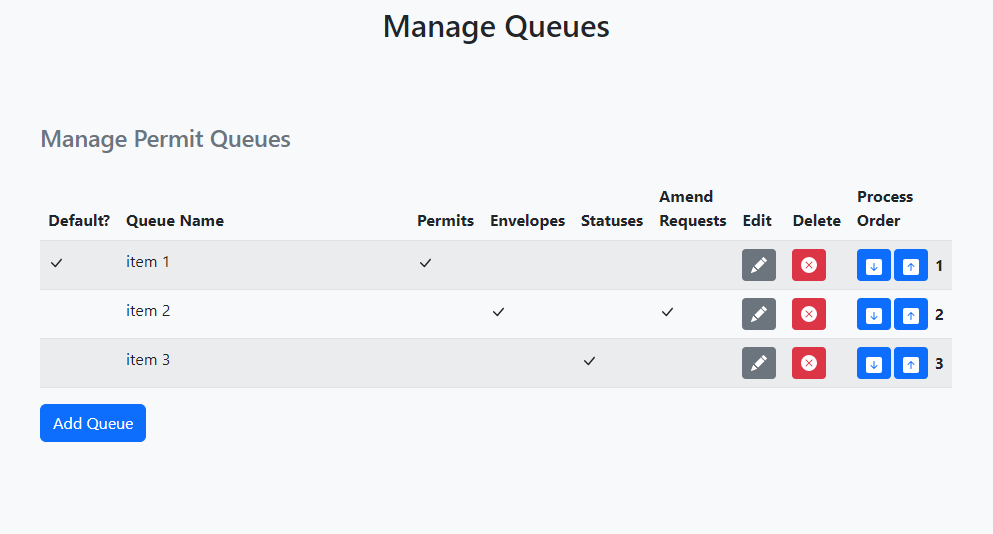 Manage Queues
Manage Permit Queues
Default? Queue Name Permits Envelopes Statuses Amend Requests Edit Delete Process Order
item 1 1
item 2 2
item 3 3
Add Queue